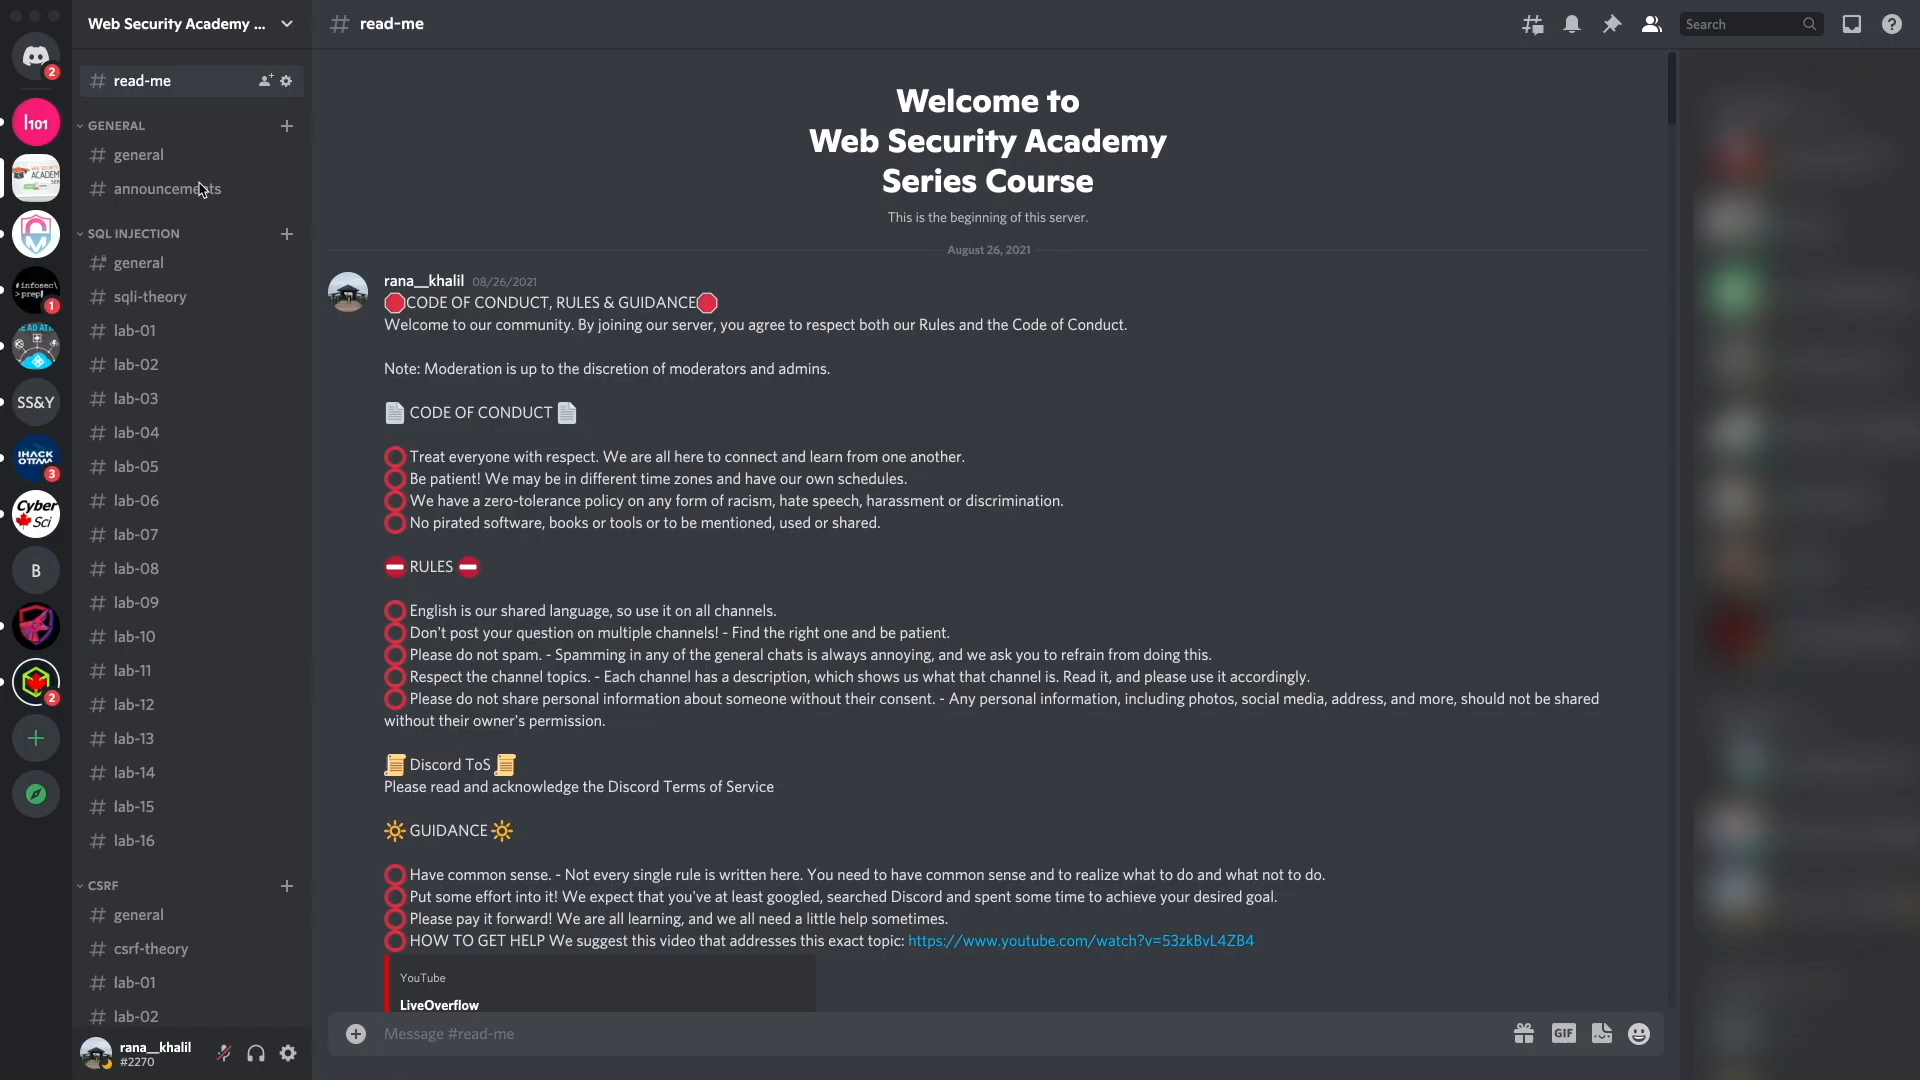 Web Security Academy ...
# read-me
Search
2
l101
ACADEM
#infosec\
>prep|
1
SS&Y
IHACK
OTTAWA
3
Cyber
Sci
B
2
# read-me
GENERAL
# general
# announcements
SQL INJECTION
# general
# sqli-theory
# lab-01
# lab-02
# lab-03
# lab-04
# lab-05
# lab-06
# lab-07
# lab-08
# lab-09
# lab-10
# lab-11
# lab-12
# lab-13
# lab-14
# lab-15
# lab-16
CSRF
# general
# csrf-theory
# lab-01
# lab-02
rana__khalil
#2270
Welcome to
Web Security Academy
Series Course
This is the beginning of this server.
August 26, 2021
rana__khalil 08/26/2021
CODE OF CONDUCT, RULES & GUIDANCE
Welcome to our community. By joining our server, you agree to respect both our Rules and the Code of Conduct.
Note: Moderation is up to the discretion of moderators and admins.
CODE OF CONDUCT
Treat everyone with respect. We are all here to connect and learn from one another.
Be patient! We may be in different time zones and have our own schedules.
We have a zero-tolerance policy on any form of racism, hate speech, harassment or discrimination.
No pirated software, books or tools or to be mentioned, used or shared.
RULES
English is our shared language, so use it on all channels.
Don't post your question on multiple channels! - Find the right one and be patient.
Please do not spam. - Spamming in any of the general chats is always annoying, and we ask you to refrain from doing this.
Respect the channel topics. - Each channel has a description, which shows us what that channel is. Read it, and please use it accordingly.
Please do not share personal information about someone without their consent. - Any personal information, including photos, social media, address, and more, should not be shared
without their owner's permission.
Discord ToS
Please read and acknowledge the Discord Terms of Service
GUIDANCE
Have common sense. - Not every single rule is written here. You need to have common sense and to realize what to do and what not to do.
Put some effort into it! We expect that you've at least googled, searched Discord and spent some time to achieve your desired goal.
Please pay it forward! We are all learning, and we all need a little help sometimes.
HOW TO GET HELP We suggest this video that addresses this exact topic: https://www.youtube.com/watch?v=53zkBvL4ZB4
YouTube
LiveOverflow
Message #read-me
GIF